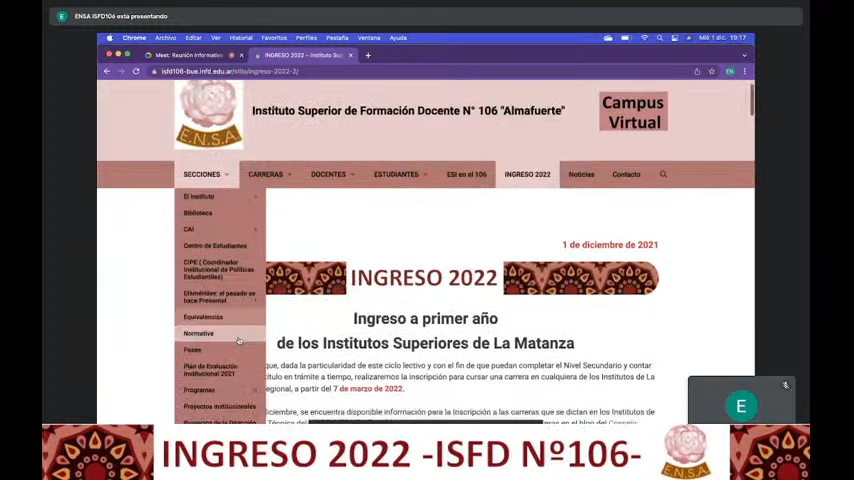 ENSA ISFD106 está presentando
Chrome Archivo Editar Ver Historial Favoritos Perfiles Pestaña Ventana Ayuda
Mié 1 dic. 19:17
Meet: Reunión Informativa
INGRESO 2022 – Instituto Sup
isfd106-bue.infd.edu.ar/sitio/ingreso-2022-2/
EN
E.N.S.A
Instituto Superior de Formación Docente N° 106 "Almafuerte"
Campus
Virtual
SECCIONES CARRERAS DOCENTES ESTUDIANTES ESI en el 106 INGRESO 2022 Noticias Contacto
El Instituto
Biblioteca
CAI
Centro de Estudiantes
CIPE ( Coordinador
Institucional de Políticas
Estudiantiles)
Efemérides: el pasado se
hace Presente!
Equivalencias
Normativa
Pases
Plan de Evaluación
Institucional 2021
Programas
Proyectos Institucionales
1 de diciembre de 2021
INGRESO 2022
Ingreso a primer año
de los Institutos Superiores de La Matanza
que, dada la particularidad de este ciclo lectivo y con el fin de que puedan completar el Nivel Secundario y contar
título en trámite a tiempo, realizaremos la inscripción para cursar una carrera en cualquiera de los Institutos de La
regional, a partir del 7 de marzo de 2022.
diciembre, se encuentra disponible información para la Inscripción a las carreras que se dictan en los Institutos de
E
INGRESO 2022 -ISFD Nº106-
E.N.S.A